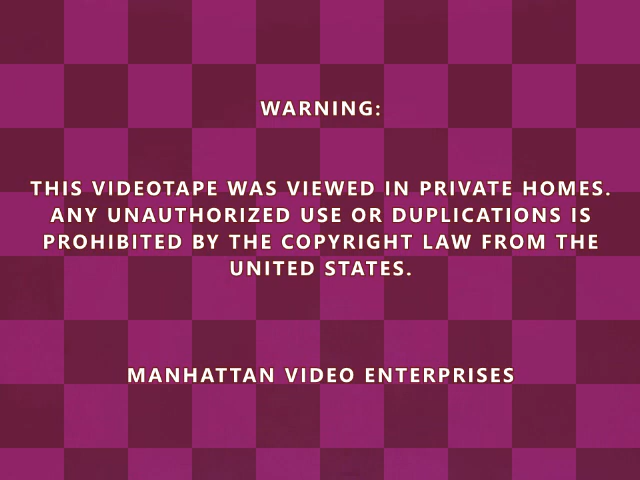 WARNING:
THIS VIDEOTAPE WAS VIEWED IN PRIVATE HOMES.
ANY UNAUTHORIZED USE OR DUPLICATIONS IS
PROHIBITED BY THE COPYRIGHT LAW FROM THE
UNITED STATES.
MANHATTAN VIDEO ENTERPRISES